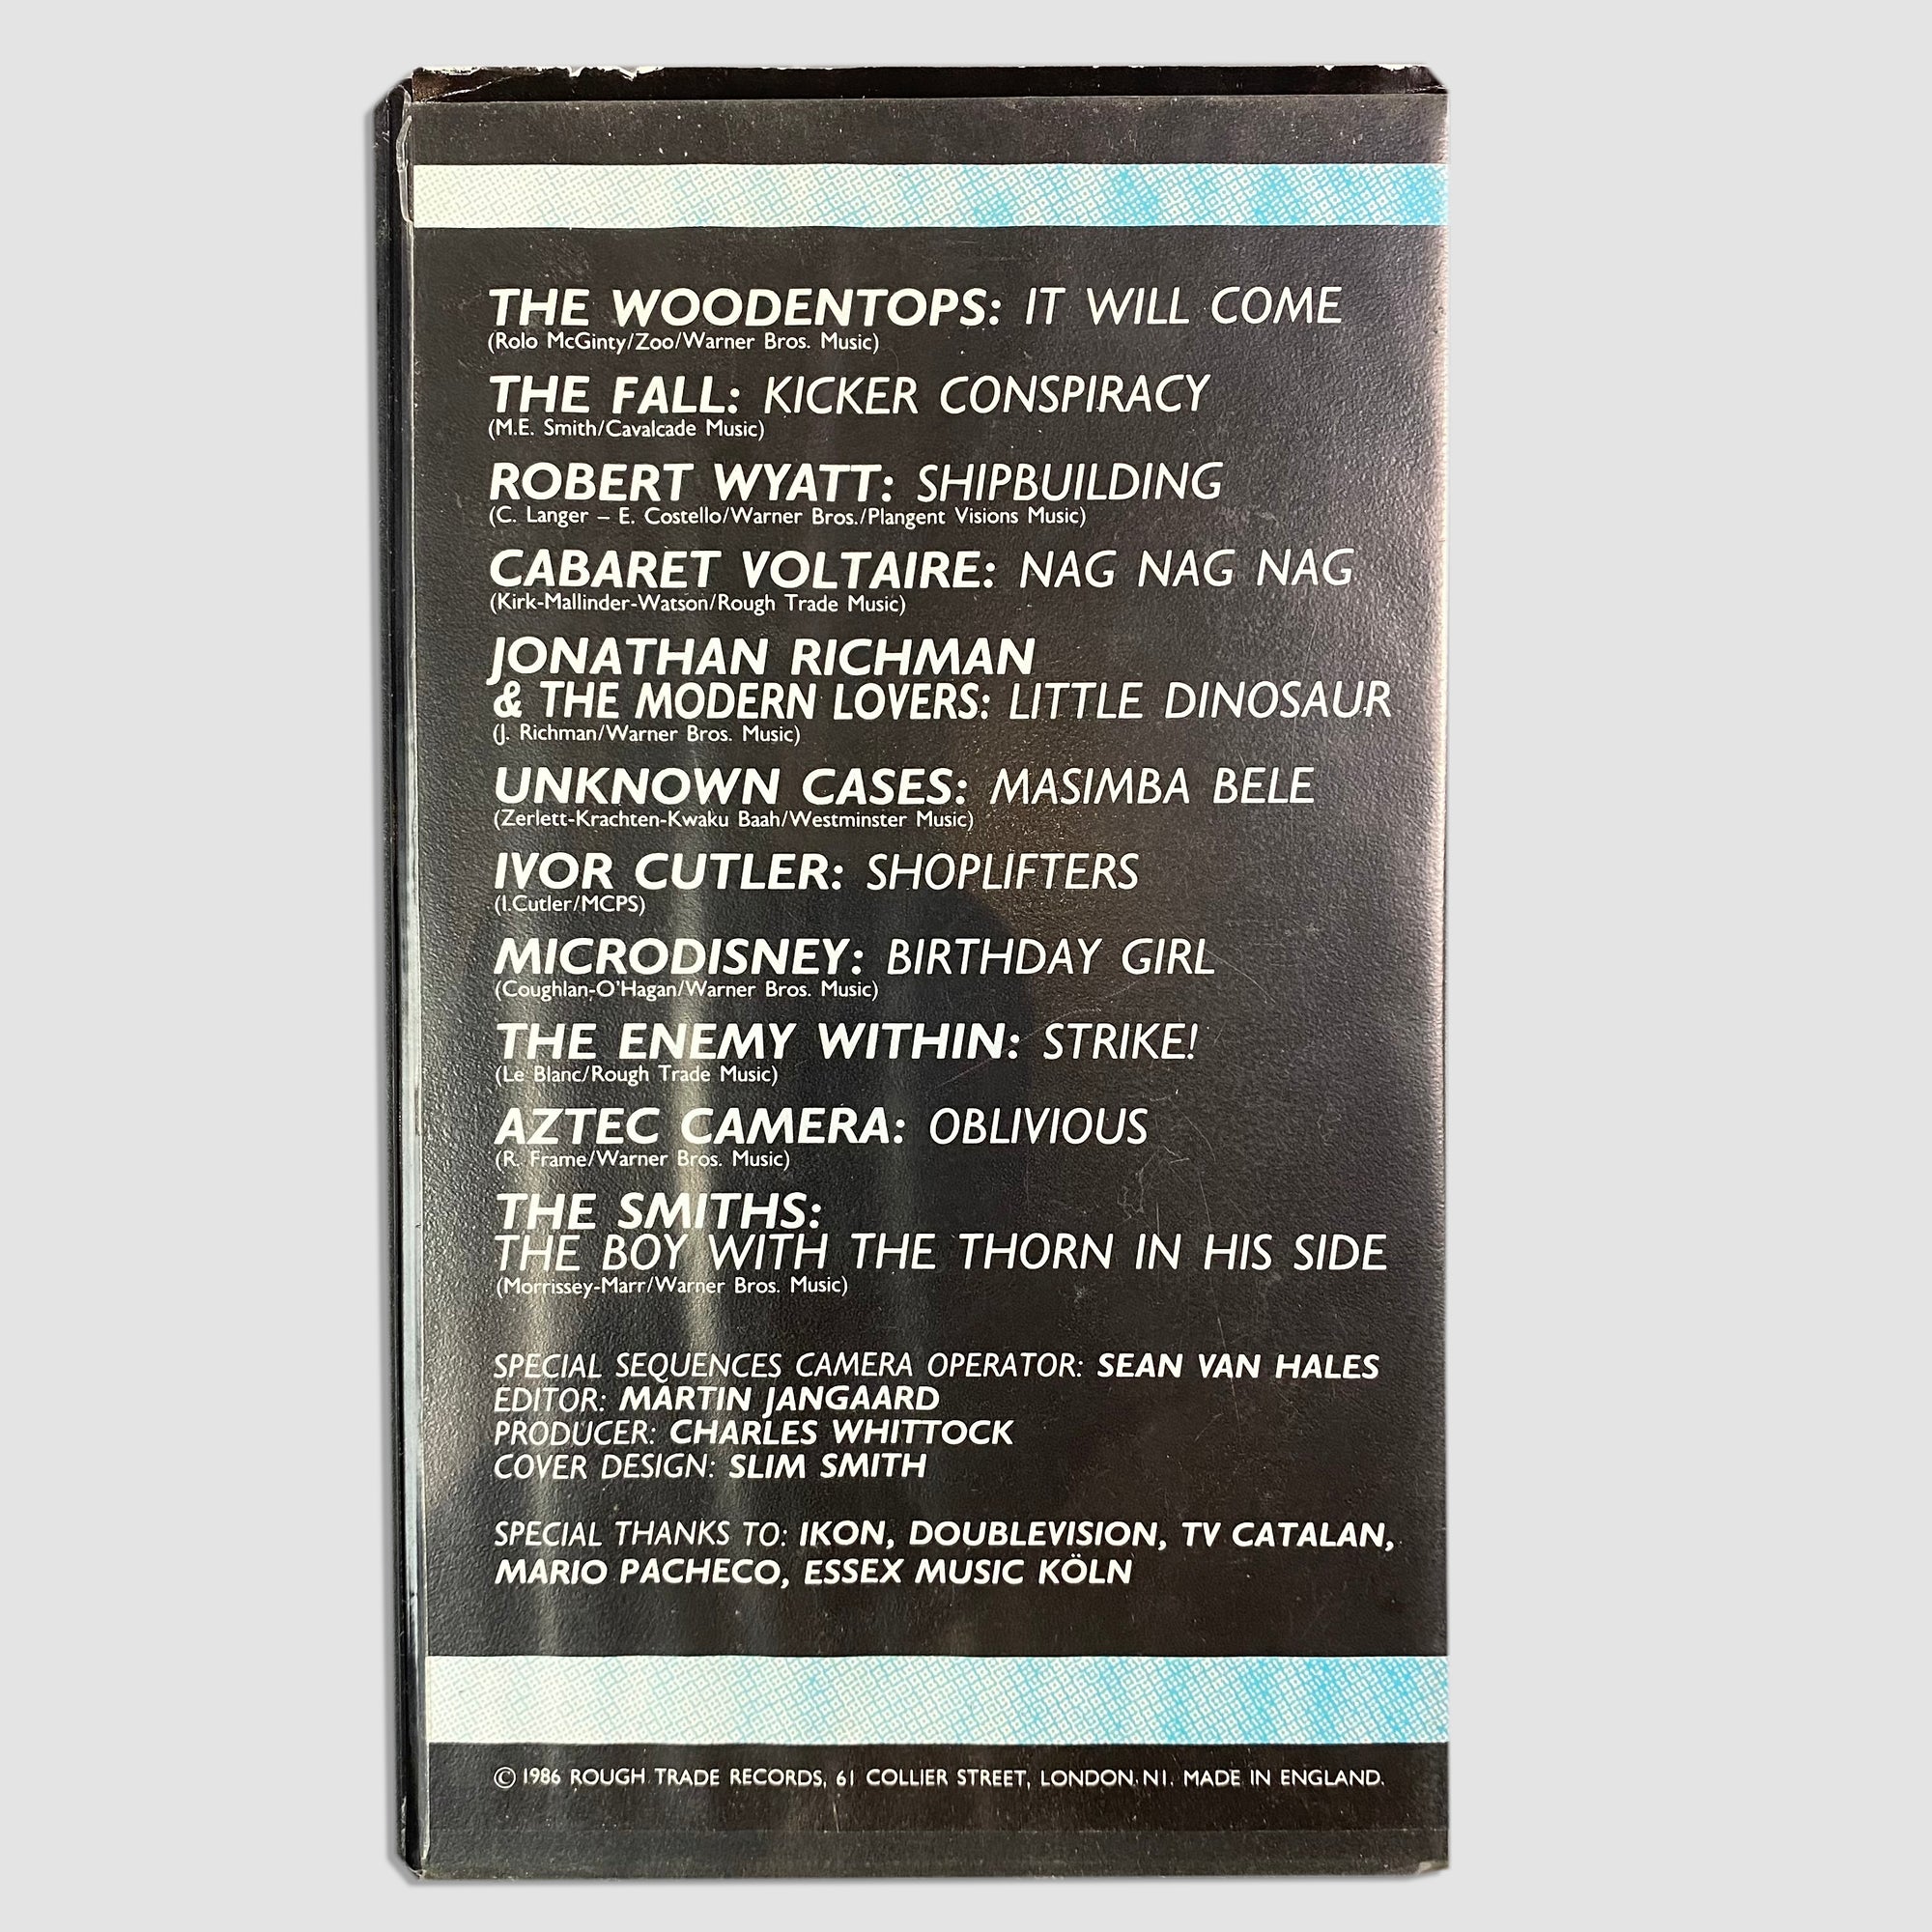 THE WOODENTOPS: IT WILL COME
(Rolo McGinty/Zoo/Warner Bros. Music)
THE FALL: KICKER CONSPIRACY
(M.E. Smith/Cavalcade Music)
ROBERT WYATT: SHIPBUILDING
(C. Langer – E. Costello/Warner Bros./Plangent Visions Music)
CABARET VOLTAIRE: NAG NAG NAG
(Kirk-Mallinder-Watson/Rough Trade Music)
JONATHAN RICHMAN
& THE MODERN LOVERS: LITTLE DINOSAUR
(J. Richman/Warner Bros. Music)
UNKNOWN CASES: MASIMBA BELE
(Zerlett-Krachten-Kwaku Baah/Westminster Music)
IVOR CUTLER: SHOPLIFTERS
(I.Cutler/MCPS)
MICRODISNEY: BIRTHDAY GIRL
(Coughlan-O'Hagan/Warner Bros. Music)
THE ENEMY WITHIN: STRIKE!
(Le Blanc/Rough Trade Music)
AZTEC CAMERA: OBLIVIOUS
(R. Frame/Warner Bros. Music)
THE SMITHS:
THE BOY WITH THE THORN IN HIS SIDE
(Morrissey-Marr/Warner Bros. Music)
SPECIAL SEQUENCES CAMERA OPERATOR: SEAN VAN HALES
EDITOR: MARTIN JANGAARD
PRODUCER: CHARLES WHITTOCK
COVER DESIGN: SLIM SMITH
SPECIAL THANKS TO: IKON, DOUBLEVISION, TV CATALAN,
MARIO PACHECO, ESSEX MUSIC KÖLN
© 1986 ROUGH TRADE RECORDS, 61 COLLIER STREET, LONDON N1. MADE IN ENGLAND.